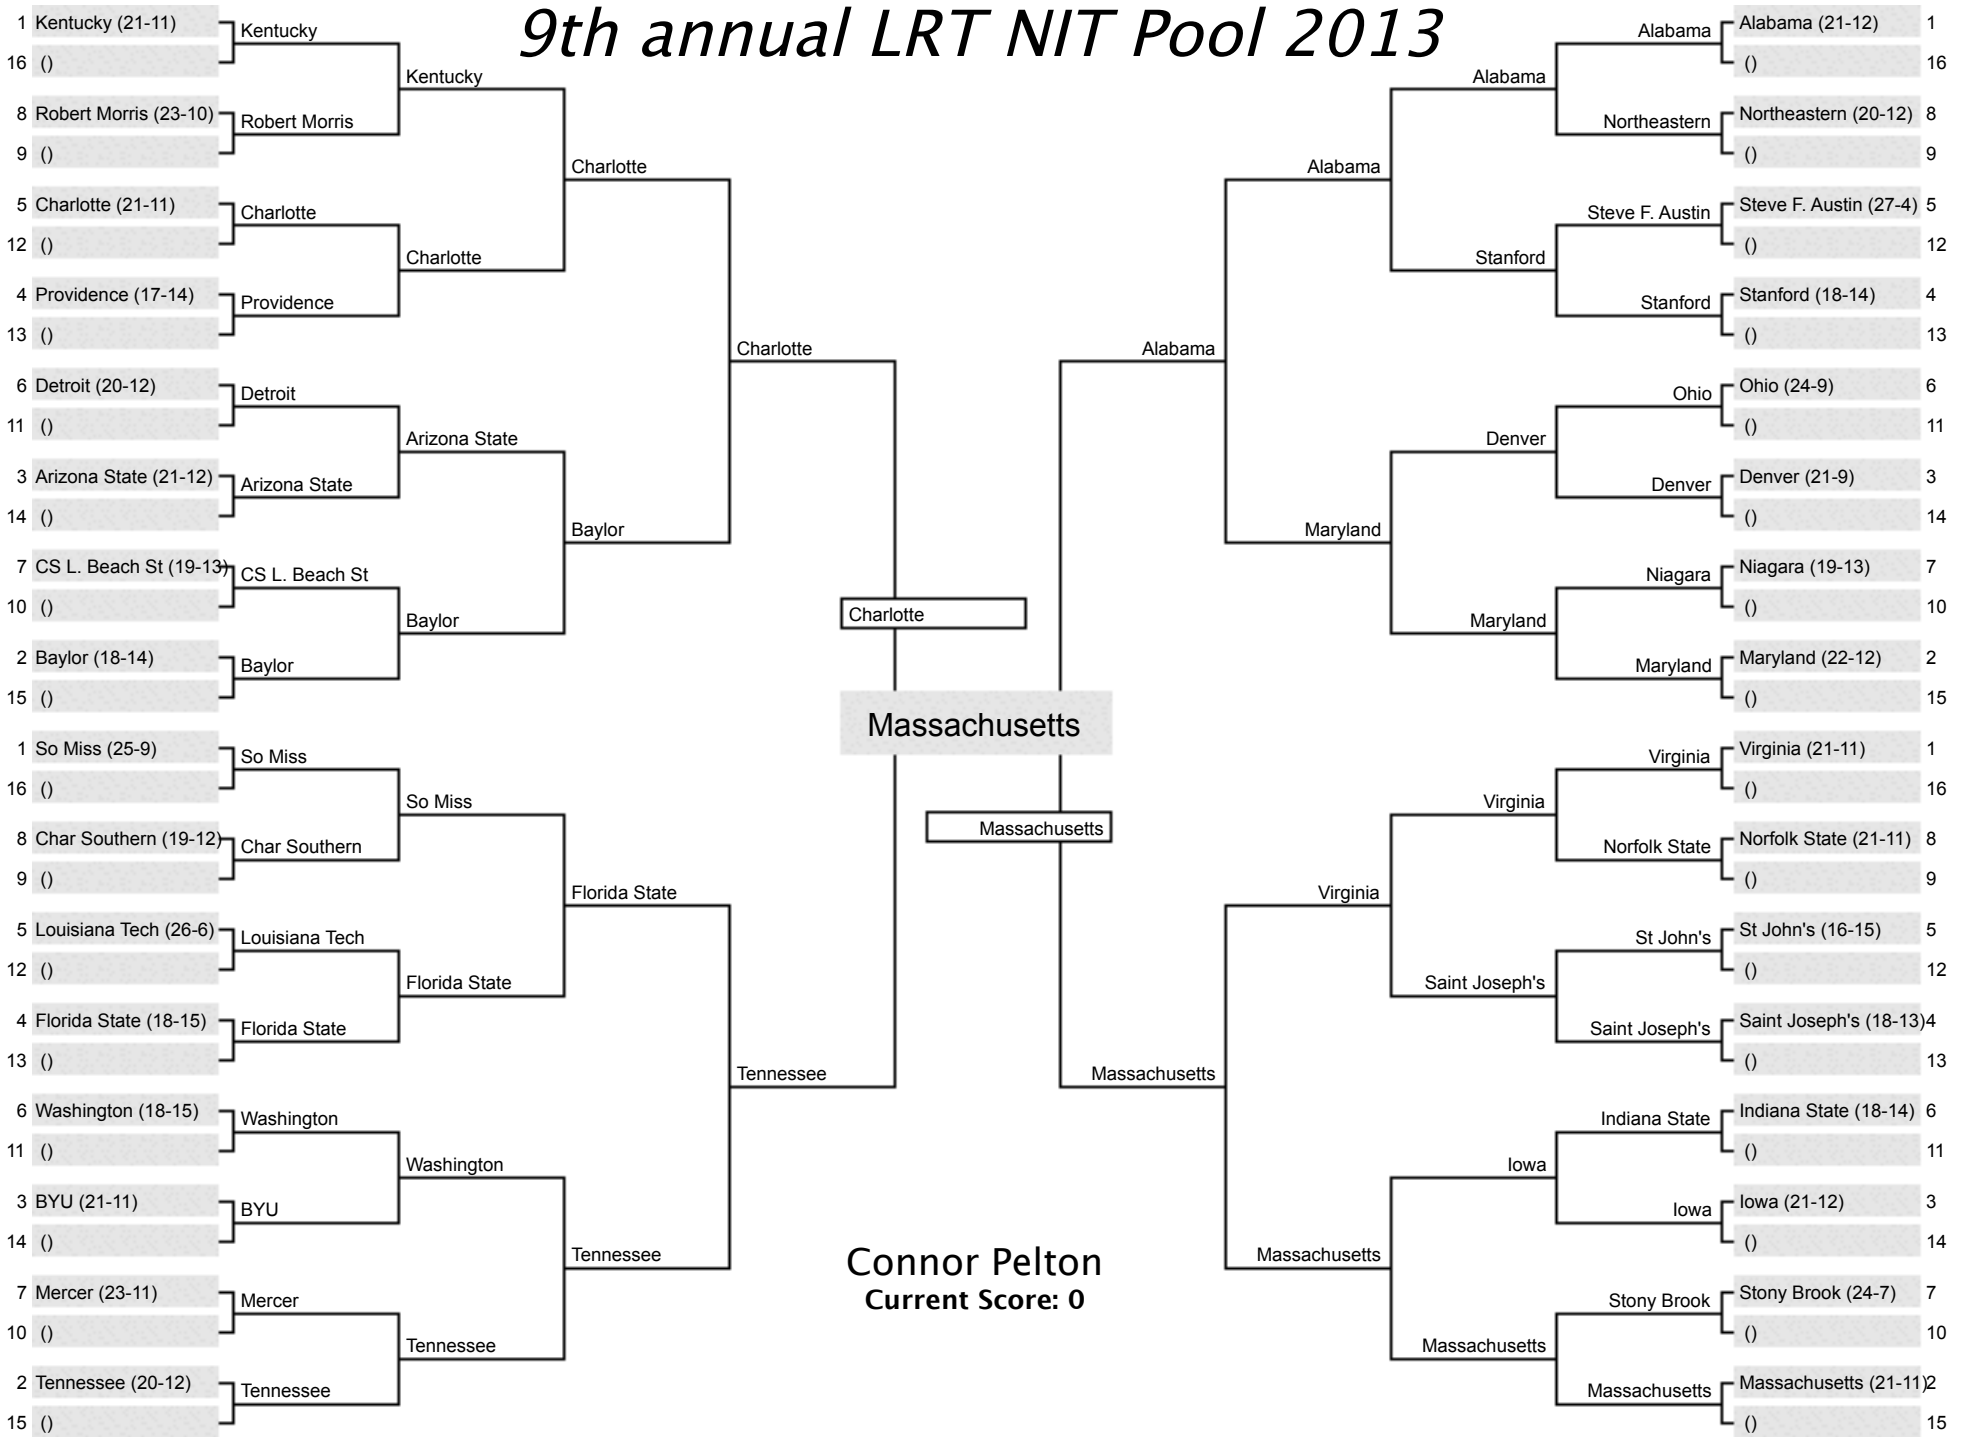 9th annual LRT NIT Pool 2013
1 Kentucky (21-11)
16 ()
8 Robert Morris (23-10)
9 ()
5 Charlotte (21-11)
12 ()
4 Providence (17-14)
13 ()
6 Detroit (20-12)
11 ()
3 Arizona State (21-12)
14 ()
7 CS L. Beach St (19-13)
10 ()
2 Baylor (18-14)
15 ()
1 So Miss (25-9)
16 ()
8 Char Southern (19-12)
9 ()
5 Louisiana Tech (26-6)
12 ()
4 Florida State (18-15)
13 ()
6 Washington (18-15)
11 ()
3 BYU (21-11)
14 ()
7 Mercer (23-11)
10 ()
2 Tennessee (20-12)
15 ()
Kentucky
Robert Morris
Charlotte
Providence
Detroit
Arizona State
CS L. Beach St
Baylor
So Miss
Char Southern
Louisiana Tech
Florida State
Washington
BYU
Mercer
Tennessee
Kentucky
Charlotte
Arizona State
Baylor
So Miss
Florida State
Washington
Tennessee
Charlotte
Baylor
Florida State
Tennessee
Charlotte
Tennessee
Charlotte
Massachusetts
Massachusetts
Connor Pelton
Current Score: 0
Alabama
Massachusetts
Alabama
Maryland
Virginia
Massachusetts
Alabama
Stanford
Denver
Maryland
Virginia
Saint Joseph's
Iowa
Massachusetts
Alabama
Northeastern
Steve F. Austin
Stanford
Ohio
Denver
Niagara
Maryland
Virginia
Norfolk State
St John's
Saint Joseph's
Indiana State
Iowa
Stony Brook
Massachusetts
Alabama (21-12) 1
() 16
Northeastern (20-12) 8
() 9
Steve F. Austin (27-4) 5
() 12
Stanford (18-14) 4
() 13
Ohio (24-9) 6
() 11
Denver (21-9) 3
() 14
Niagara (19-13) 7
() 10
Maryland (22-12) 2
() 15
Virginia (21-11) 1
() 16
Norfolk State (21-11) 8
() 9
St John's (16-15) 5
() 12
Saint Joseph's (18-13) 4
() 13
Indiana State (18-14) 6
() 11
Iowa (21-12) 3
() 14
Stony Brook (24-7) 7
() 10
Massachusetts (21-11) 2
() 15